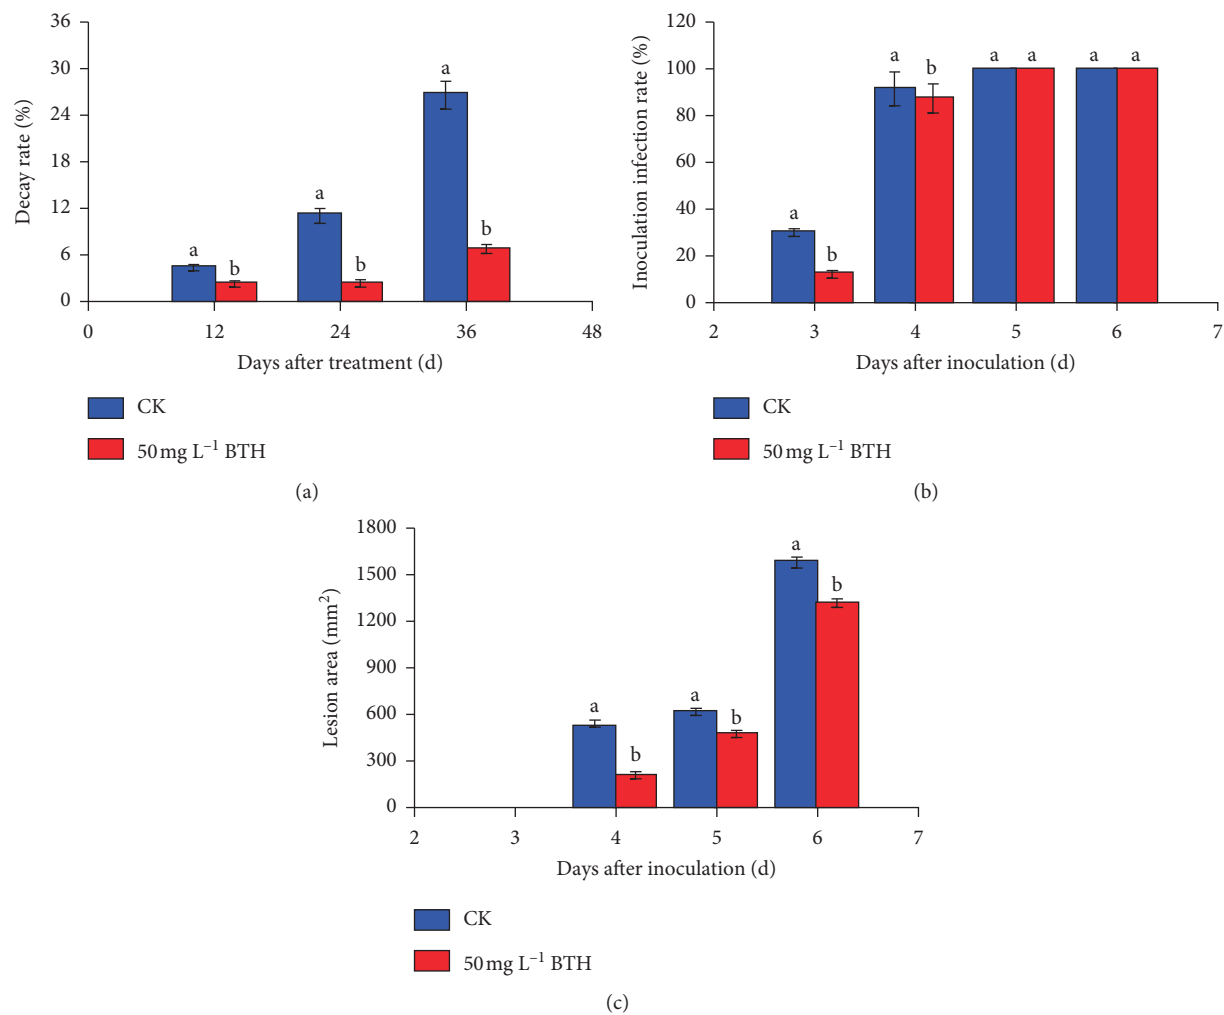 36
30
24
18
12
6
0
Decay rate (%)
a
b
a
b
a
b
0 12 24 36 48
Days after treatment (d)
CK
50 mg L⁻¹ BTH
(a)
120
100
80
60
40
20
0
Inoculation infection rate (%)
a
b
a
b
a a
a a
2 3 4 5 6 7
Days after inoculation (d)
CK
50 mg L⁻¹ BTH
(b)
1800
1500
1200
900
600
300
0
Lesion area (mm²)
a
b
a
b
a
b
2 3 4 5 6 7
Days after inoculation (d)
CK
50 mg L⁻¹ BTH
(c)